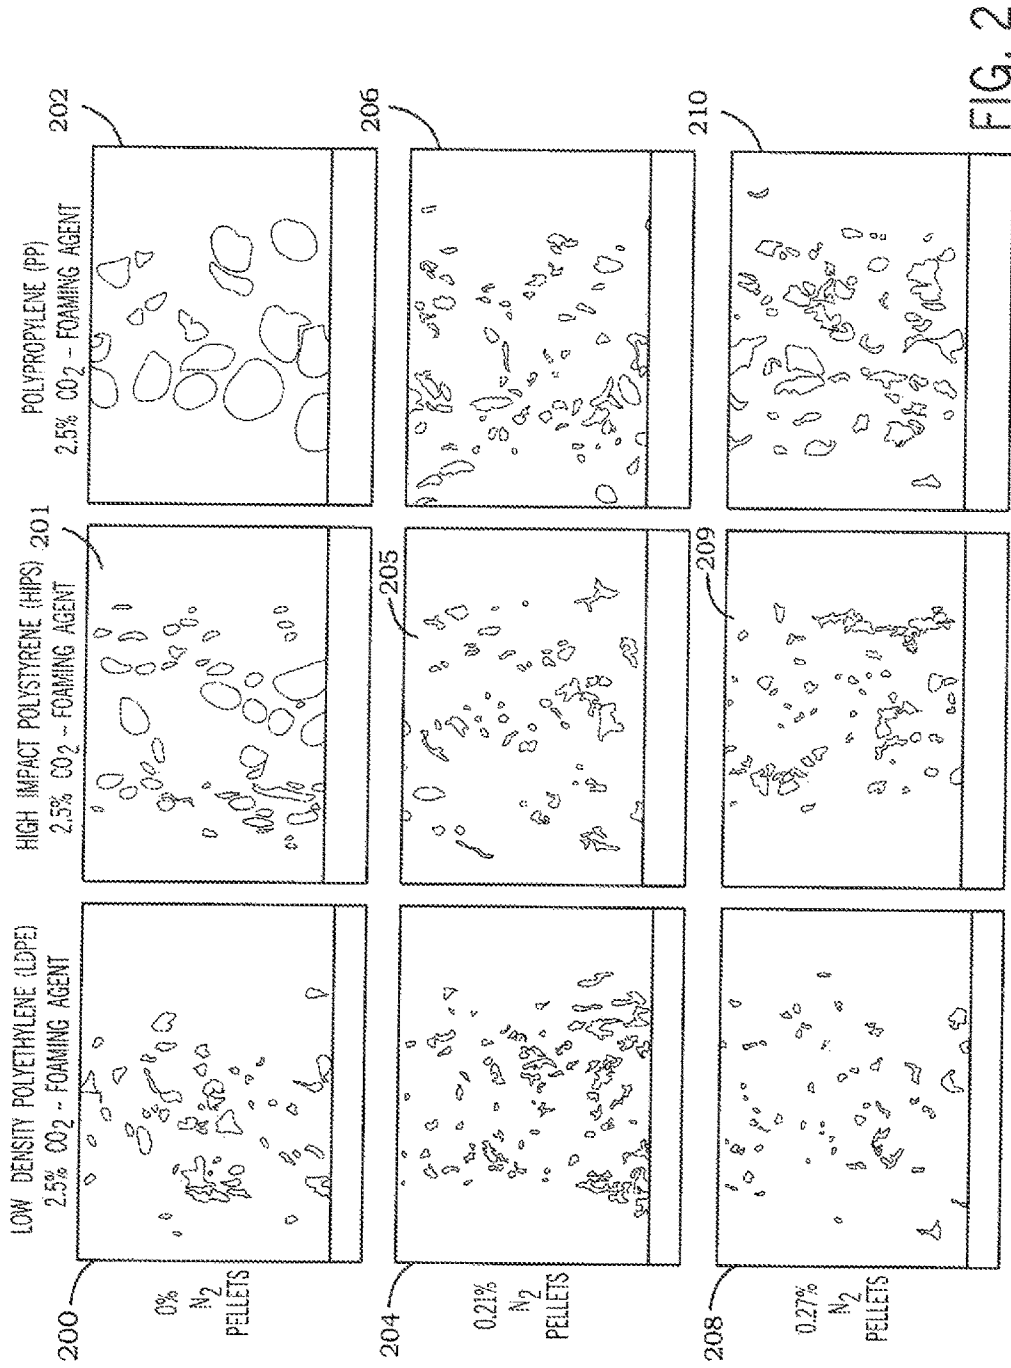 LOW DENSITY POLYETHYLENE (LDPE)
2.5% CO2 - FOAMING AGENT
HIGH IMPACT POLYSTYRENE (HIPS)
2.5% CO2 - FOAMING AGENT
POLYPROPYLENE (PP)
2.5% CO2 - FOAMING AGENT
200
201
202
0%
N2
PELLETS
204
205
206
0.21%
N2
PELLETS
208
209
210
0.27%
N2
PELLETS
FIG. 2